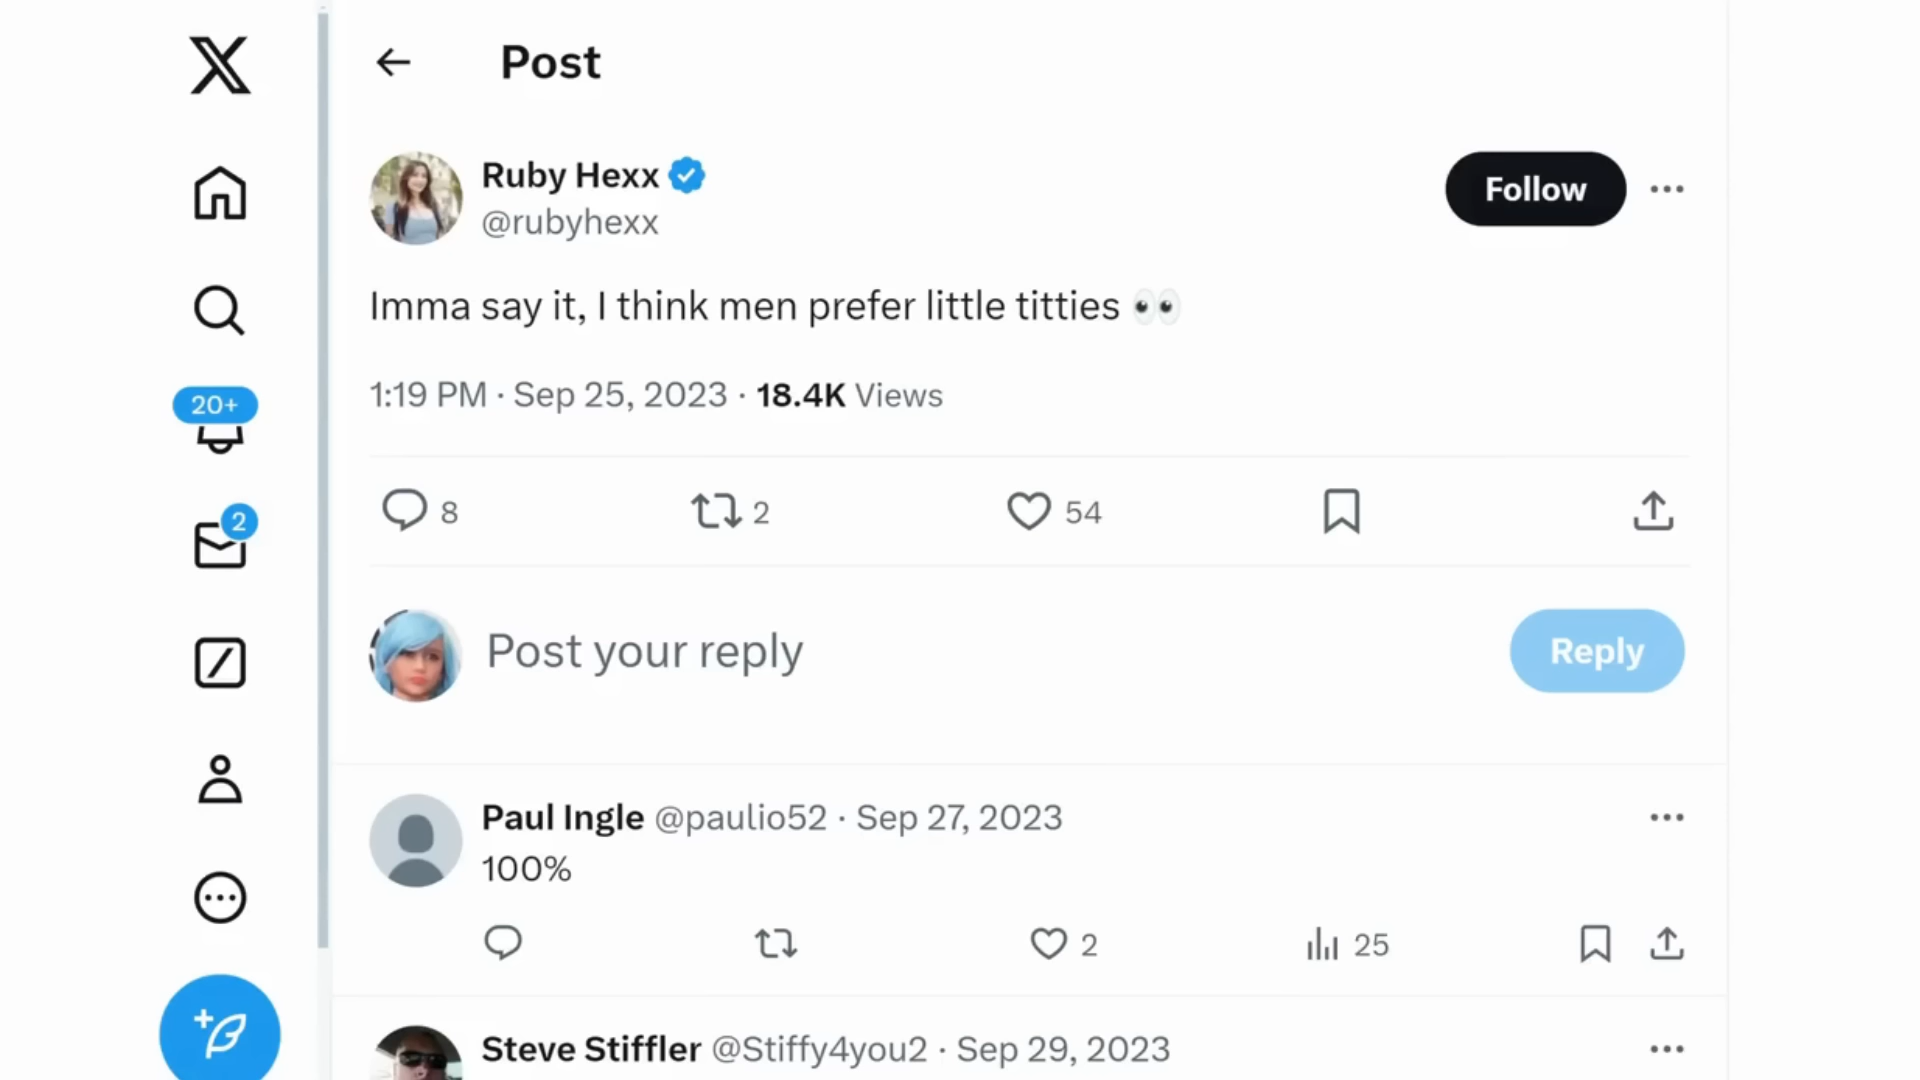 Post
Ruby Hexx
@rubyhexx
Follow
Imma say it, I think men prefer little titties 👀
1:19 PM · Sep 25, 2023 · 18.4K Views
20+
8
2
54
2
Post your reply
Reply
Paul Ingle @paulio52 · Sep 27, 2023
100%
2
25
Steve Stiffler @Stiffy4you2 · Sep 29, 2023